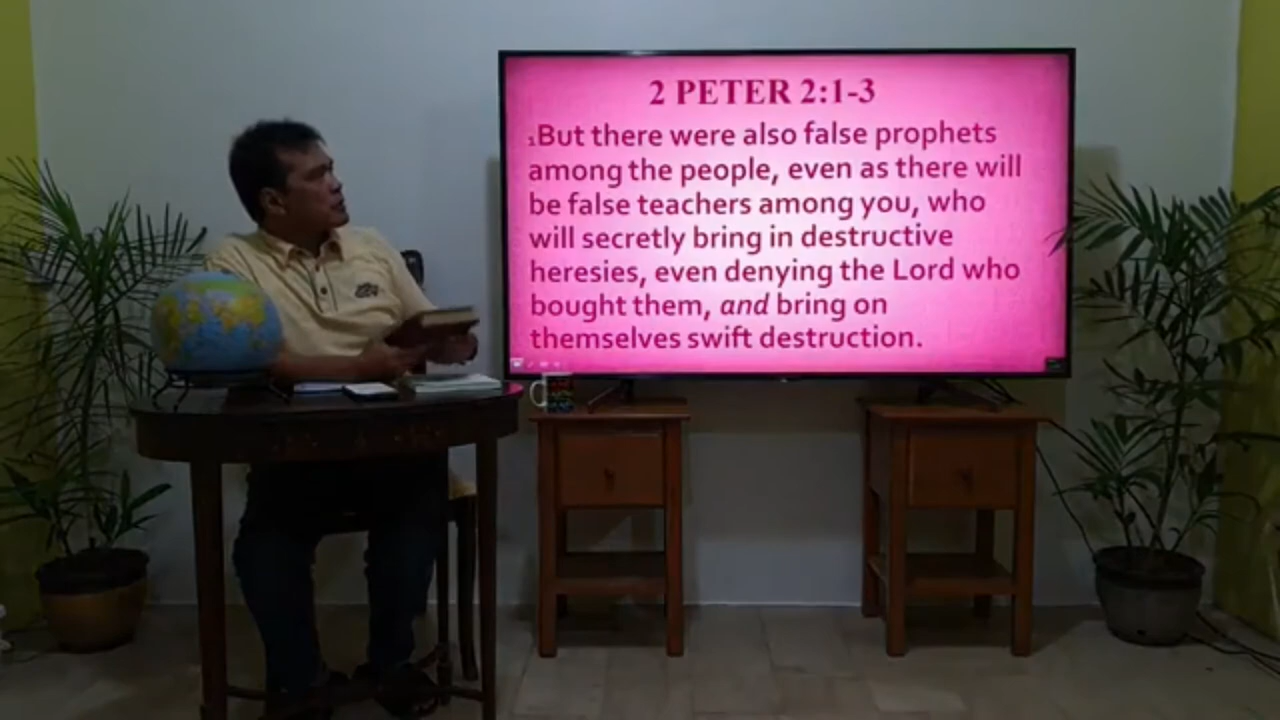 2 PETER 2:1-3
1But there were also false prophets
among the people, even as there will
be false teachers among you, who
will secretly bring in destructive
heresies, even denying the Lord who
bought them, and bring on
themselves swift destruction.